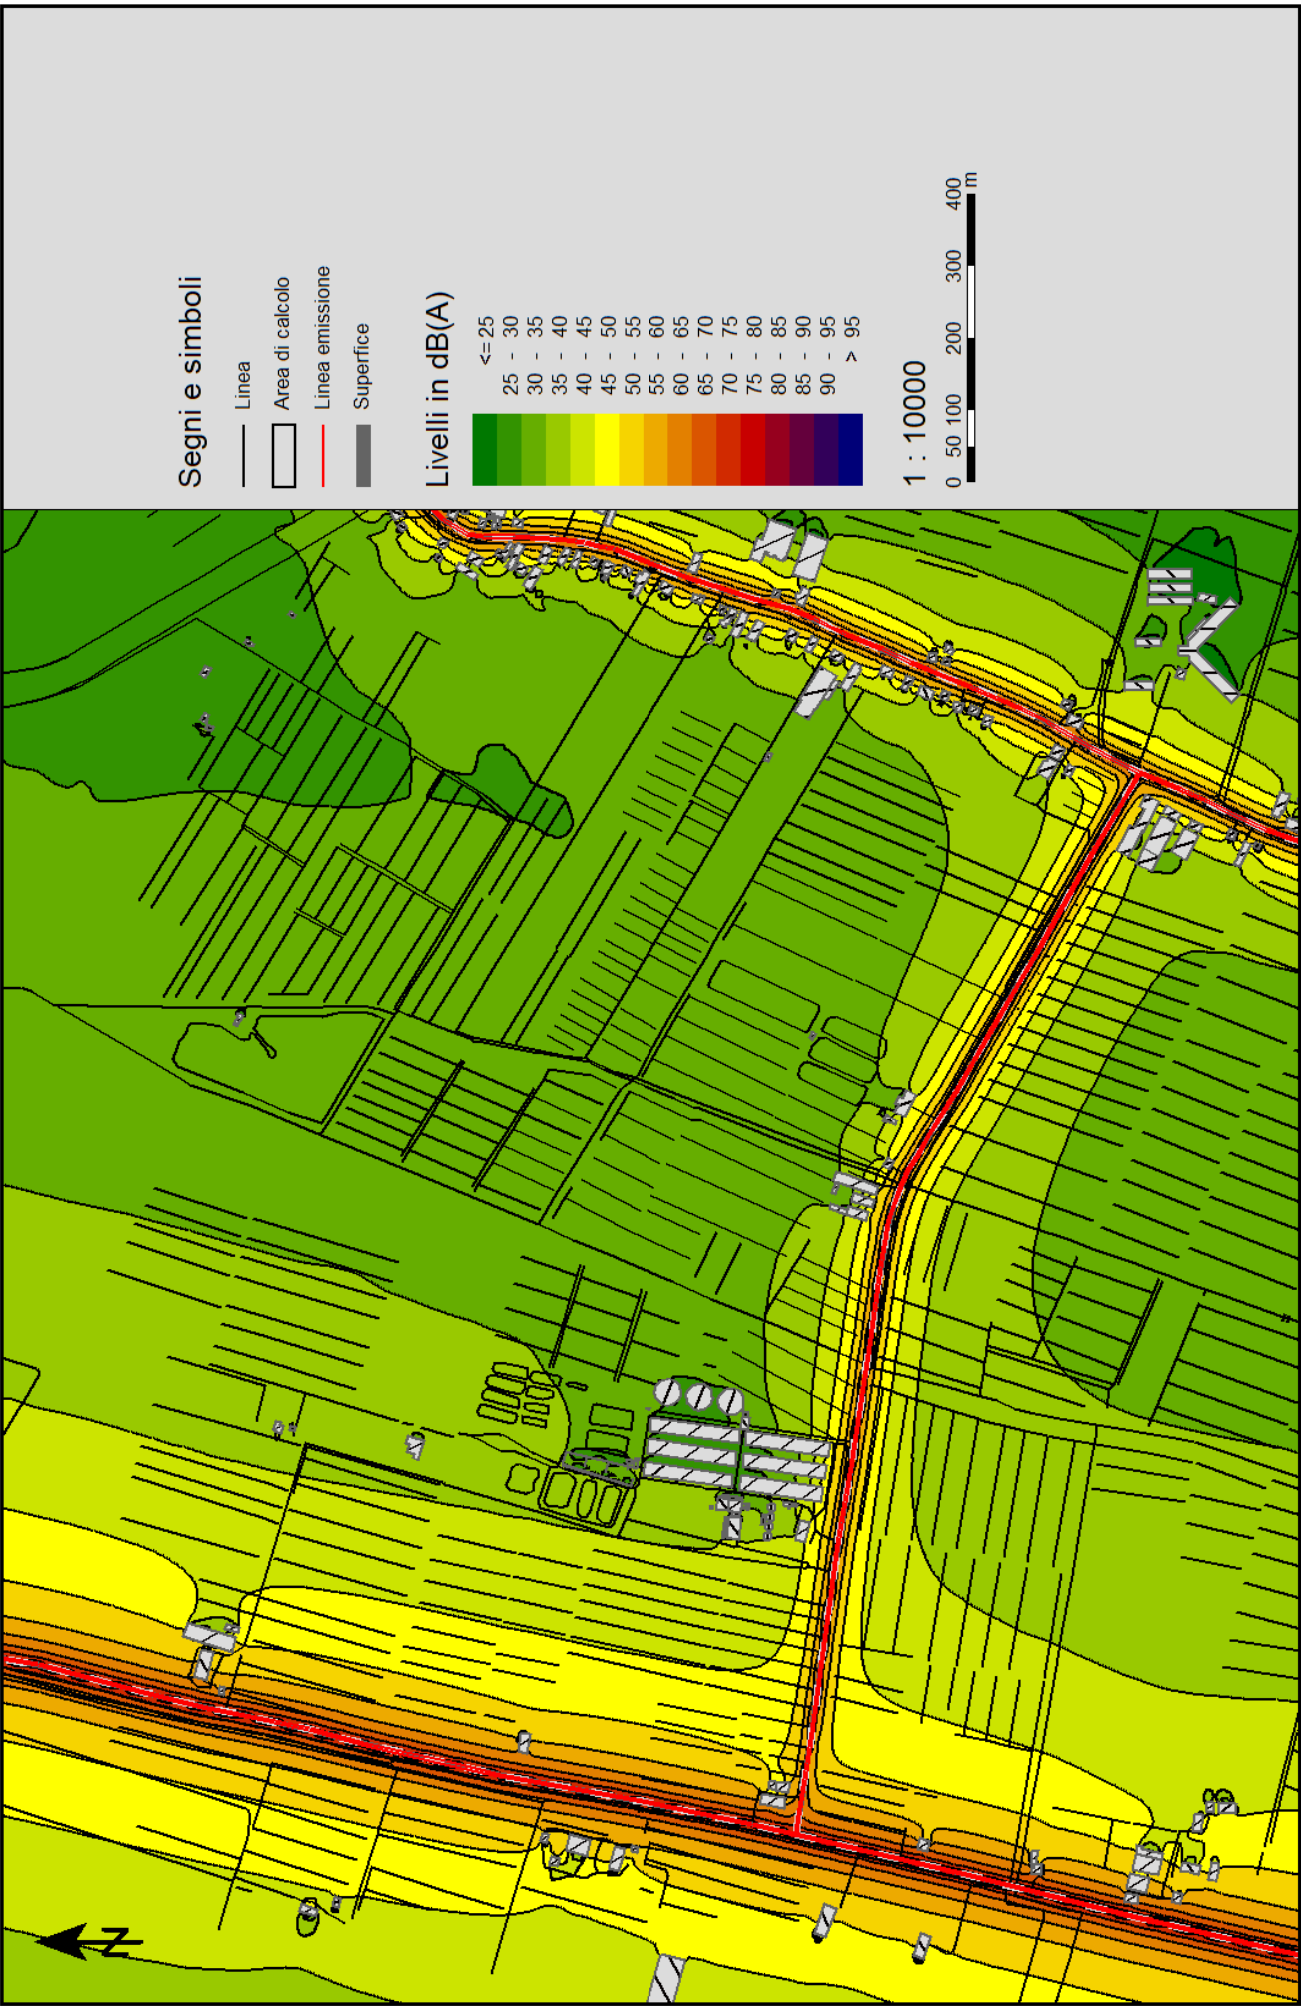 Segni e simboli
Linea
Area di calcolo
Linea emissione
Superfice
Livelli in dB(A)
<= 25
25 - 30
30 - 35
35 - 40
40 - 45
45 - 50
50 - 55
55 - 60
60 - 65
65 - 70
70 - 75
75 - 80
80 - 85
85 - 90
90 - 95
> 95
1 : 10000
0 50 100 200 300 400
m
N